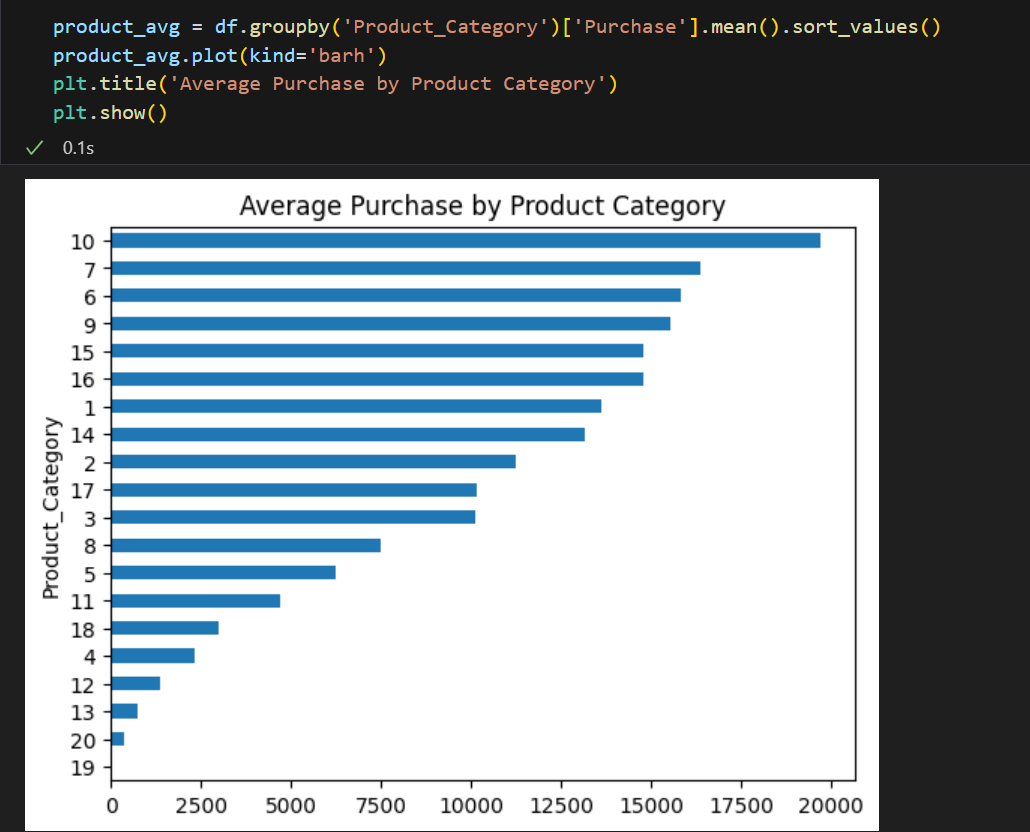 product_avg = df.groupby('Product_Category')['Purchase'].mean().sort_values()
product_avg.plot(kind='barh')
plt.title('Average Purchase by Product Category')
plt.show()
0.1s
Average Purchase by Product Category
Product_Category
10
7
6
9
15
16
1
14
2
17
3
8
5
11
18
4
12
13
20
19
0 2500 5000 7500 10000 12500 15000 17500 20000